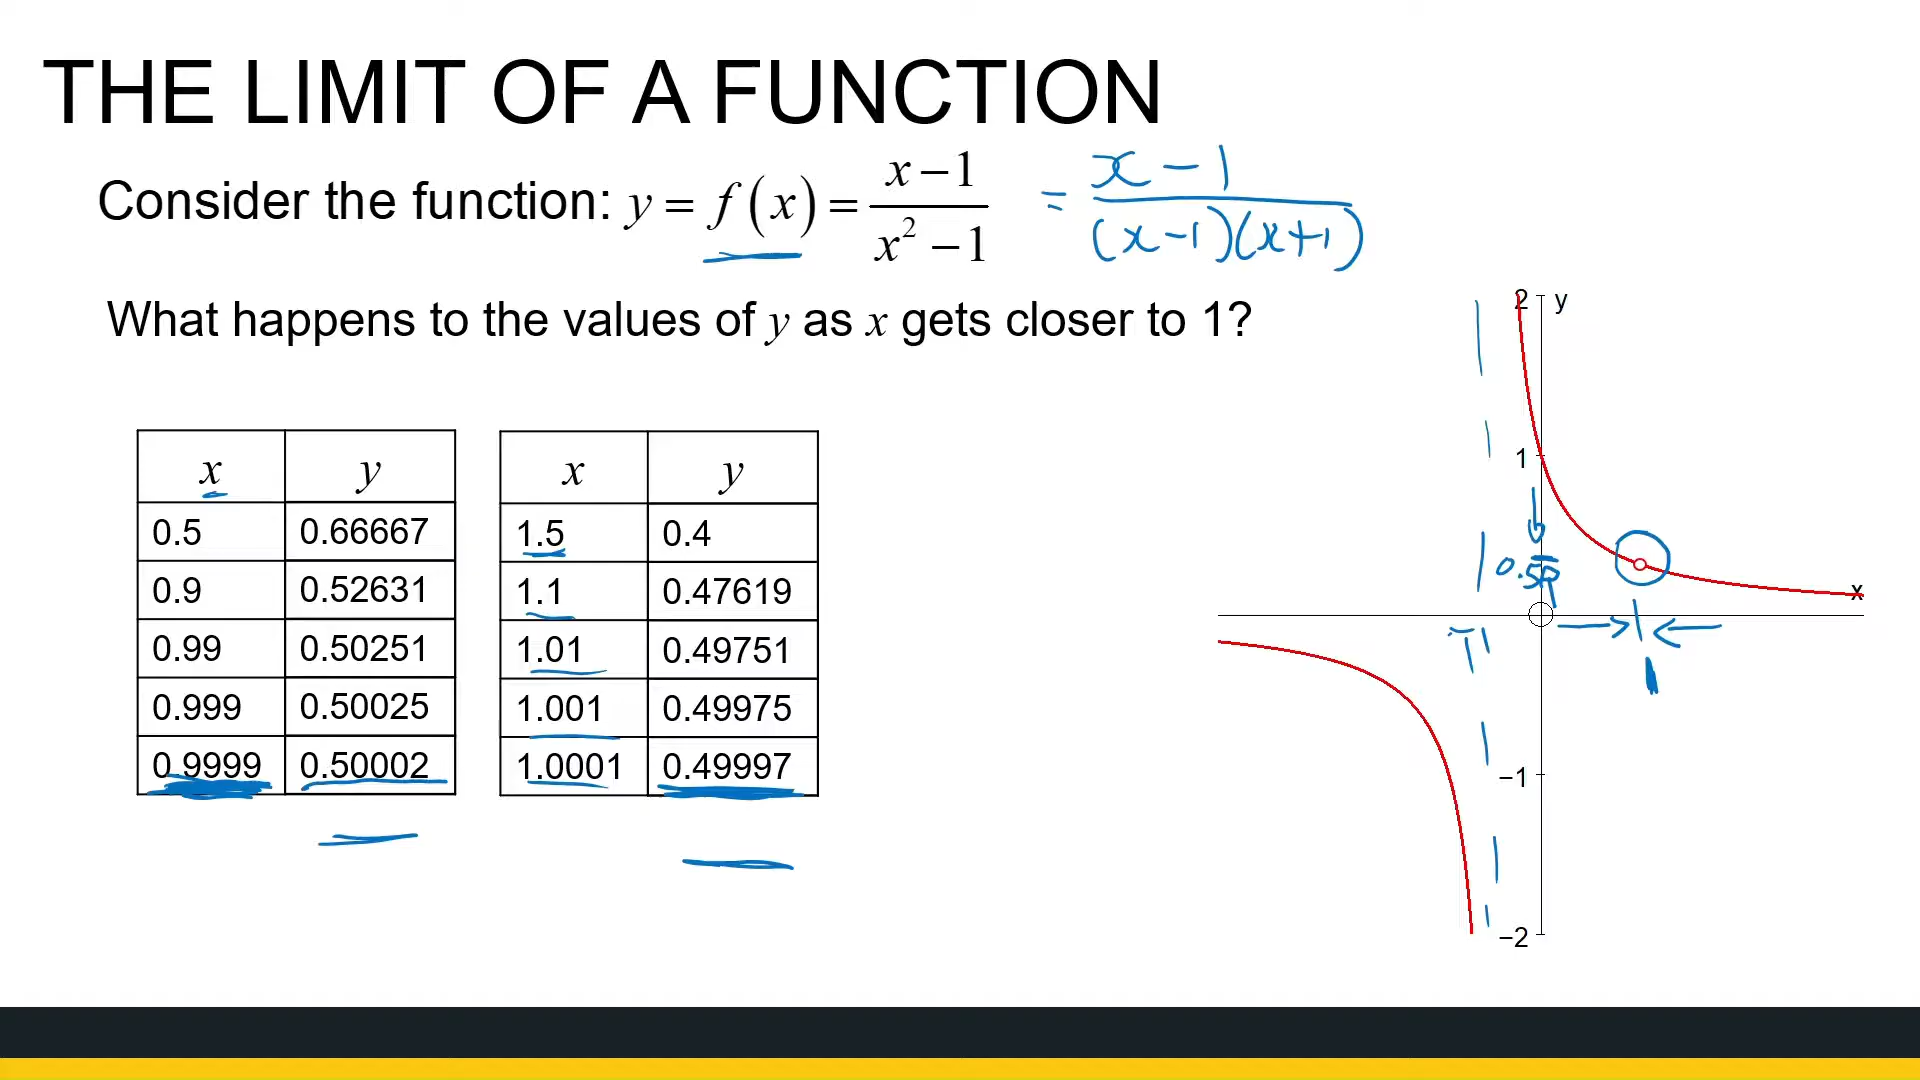 THE LIMIT OF A FUNCTION
Consider the function: y = f(x) = (x − 1)/(x² − 1) = (x − 1)/((x − 1)(x + 1))
What happens to the values of y as x gets closer to 1?
x y
0.5 0.66667
0.9 0.52631
0.99 0.50251
0.999 0.50025
0.9999 0.50002
x y
1.5 0.4
1.1 0.47619
1.01 0.49751
1.001 0.49975
1.0001 0.49997
2 y
1
0.5
x
1
−1
−2